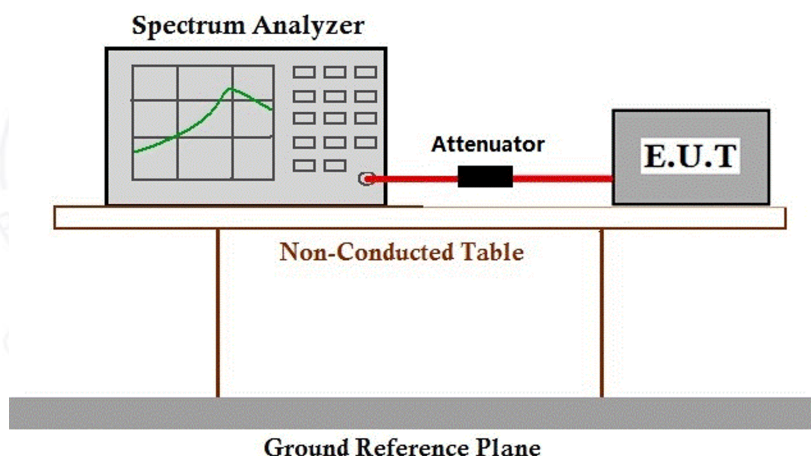 Spectrum Analyzer
Attenuator
E.U.T
Non-Conducted Table
Ground Reference Plane